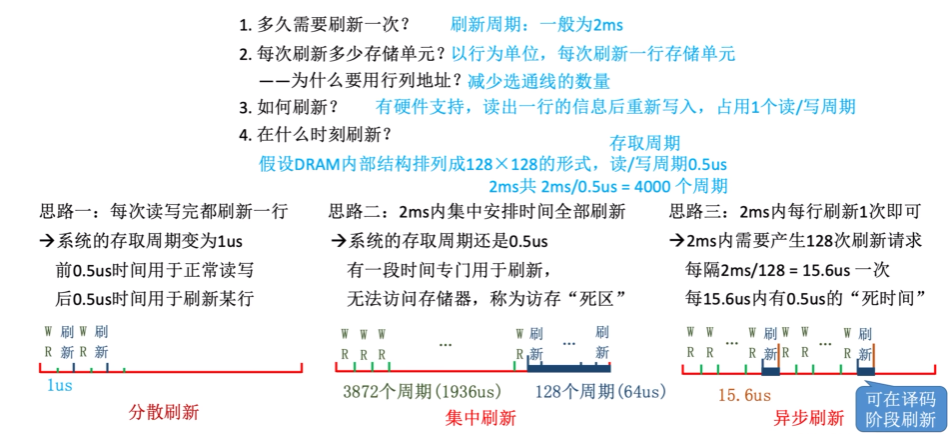 1. 多久需要刷新一次？ 刷新周期：一般为2ms
2. 每次刷新多少存储单元？以行为单位，每次刷新一行存储单元
——为什么要用行列地址？减少选通线的数量
3. 如何刷新？ 有硬件支持，读出一行的信息后重新写入，占用1个读/写周期
4. 在什么时刻刷新？
存取周期
假设DRAM内部结构排列成128×128的形式，读/写周期0.5us
2ms共 2ms/0.5us = 4000 个周期
思路一：每次读写完都刷新一行
→系统的存取周期变为1us
前0.5us时间用于正常读写
后0.5us时间用于刷新某行
W 刷 W 刷
R 新 R 新
1us
分散刷新
思路二：2ms内集中安排时间全部刷新
→系统的存取周期还是0.5us
有一段时间专门用于刷新，
无法访问存储器，称为访存“死区”
W W W W 刷 刷
R R R ... R 新 ... 新
3872个周期(1936us) 128个周期(64us)
集中刷新
思路三：2ms内每行刷新1次即可
→2ms内需要产生128次刷新请求
每隔2ms/128 = 15.6us 一次
每15.6us内有0.5us的“死时间”
W W W 刷 W W W 刷
R R ... R 新 R R ... R 新
15.6us
异步刷新
可在译码
阶段刷新